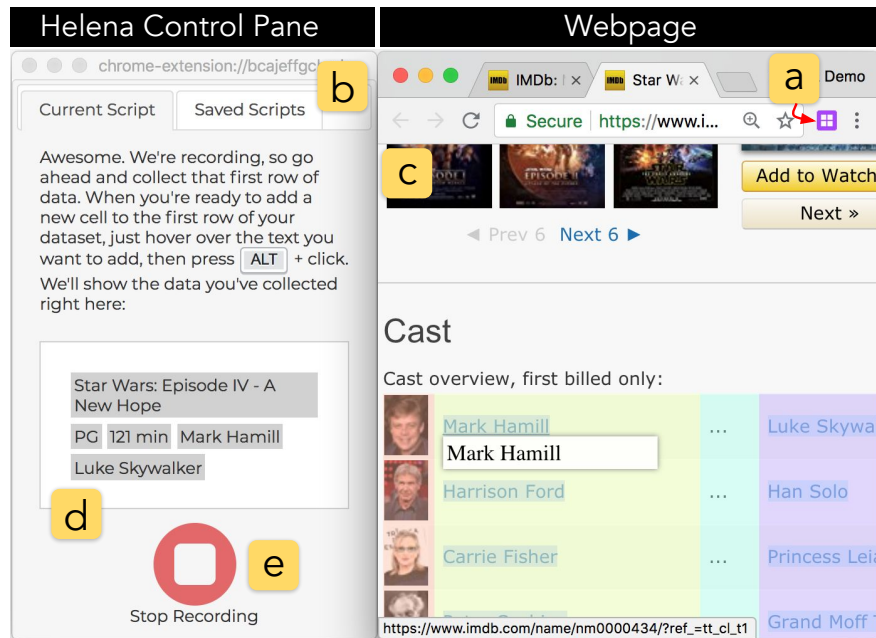 Helena Control Pane
Webpage
chrome-extension://bcajeffgc
b
Current Script
Saved Scripts
Awesome. We're recording, so go
ahead and collect that first row of
data. When you're ready to add a
new cell to the first row of your
dataset, just hover over the text you
want to add, then press ALT + click.
We'll show the data you've collected
right here:
Star Wars: Episode IV - A
New Hope
PG 121 min Mark Hamill
Luke Skywalker
d
e
Stop Recording
IMDb:
Star W
a
Demo
Secure https://www.i...
c
EPISODE II
Add to Watch
Next »
◀ Prev 6 Next 6 ▶
Cast
Cast overview, first billed only:
Mark Hamill ... Luke Skywa
Mark Hamill
Harrison Ford ... Han Solo
Carrie Fisher ... Princess Leia
Grand Moff
https://www.imdb.com/name/nm0000434/?ref_=tt_cl_t1